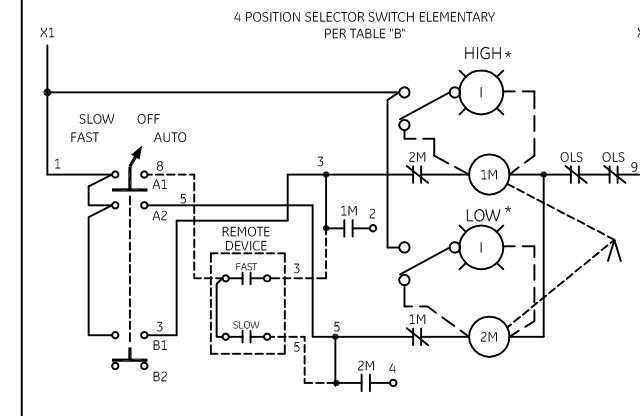 4 POSITION SELECTOR SWITCH ELEMENTARY
PER TABLE "B"
X1
HIGH*
I
SLOW OFF
FAST AUTO
1
8
A1
5
A2
3
2M
1M
OLS OLS
9
1M 2
REMOTE
DEVICE
FAST
3
LOW*
I
SLOW
5
3
B1
B2
5
1M
2M
2M 4